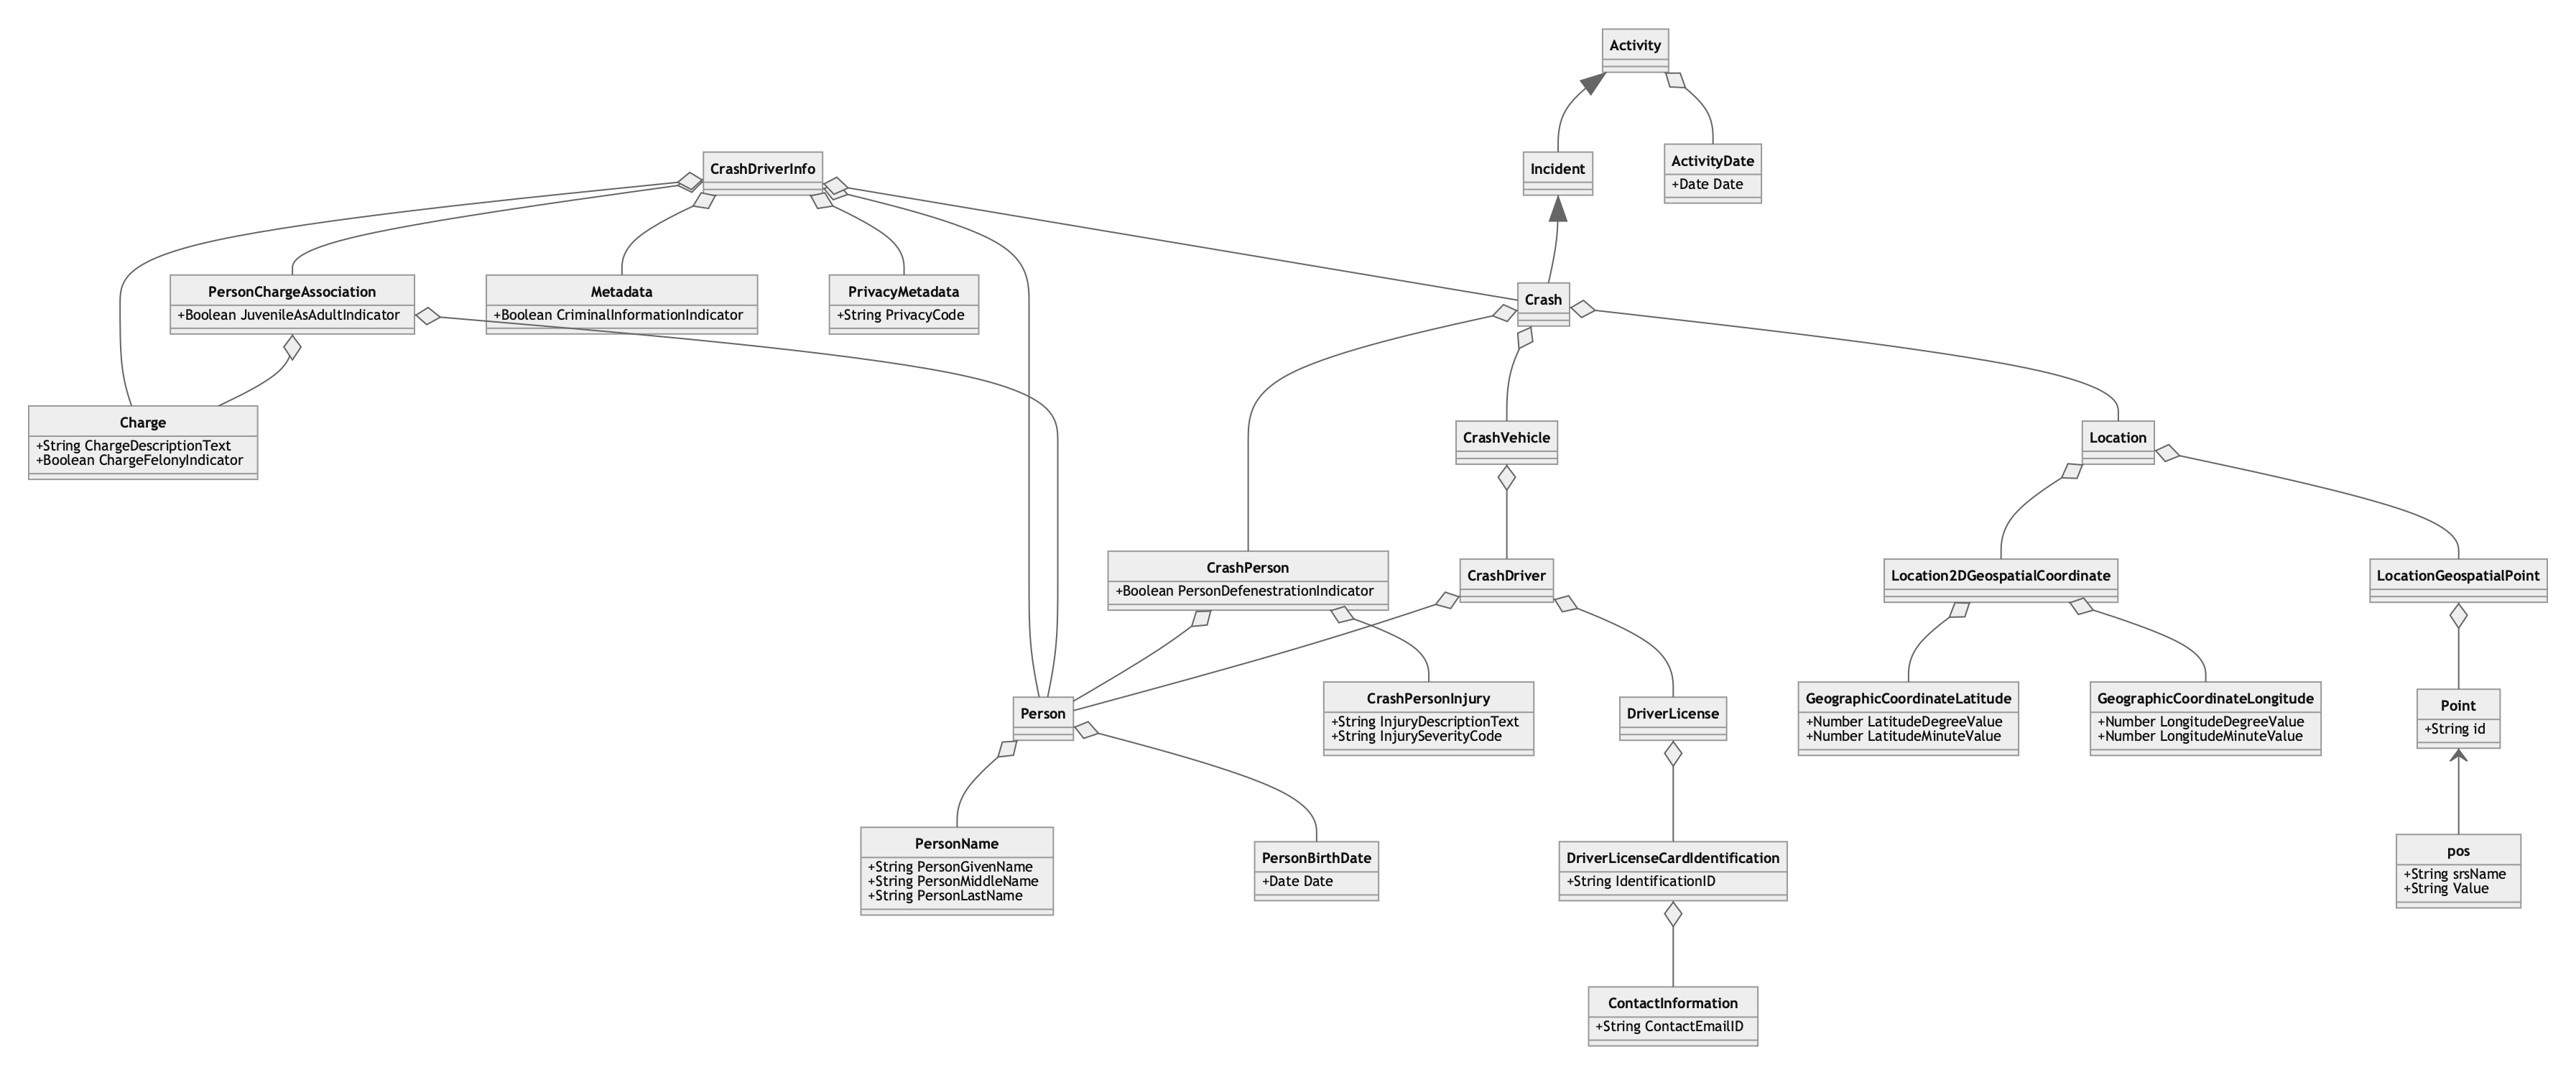 Activity
CrashDriverInfo
Incident
ActivityDate
+Date Date
PersonChargeAssociation
+Boolean JuvenileAsAdultIndicator
Metadata
+Boolean CriminalInformationIndicator
PrivacyMetadata
+String PrivacyCode
Crash
Charge
+String ChargeDescriptionText
+Boolean ChargeFelonyIndicator
CrashVehicle
Location
CrashPerson
+Boolean PersonDefenestrationIndicator
CrashDriver
Location2DGeospatialCoordinate
LocationGeospatialPoint
Person
CrashPersonInjury
+String InjuryDescriptionText
+String InjurySeverityCode
DriverLicense
GeographicCoordinateLatitude
+Number LatitudeDegreeValue
+Number LatitudeMinuteValue
GeographicCoordinateLongitude
+Number LongitudeDegreeValue
+Number LongitudeMinuteValue
Point
+String id
PersonName
+String PersonGivenName
+String PersonMiddleName
+String PersonLastName
PersonBirthDate
+Date Date
DriverLicenseCardIdentification
+String IdentificationID
pos
+String srsName
+String Value
ContactInformation
+String ContactEmailID